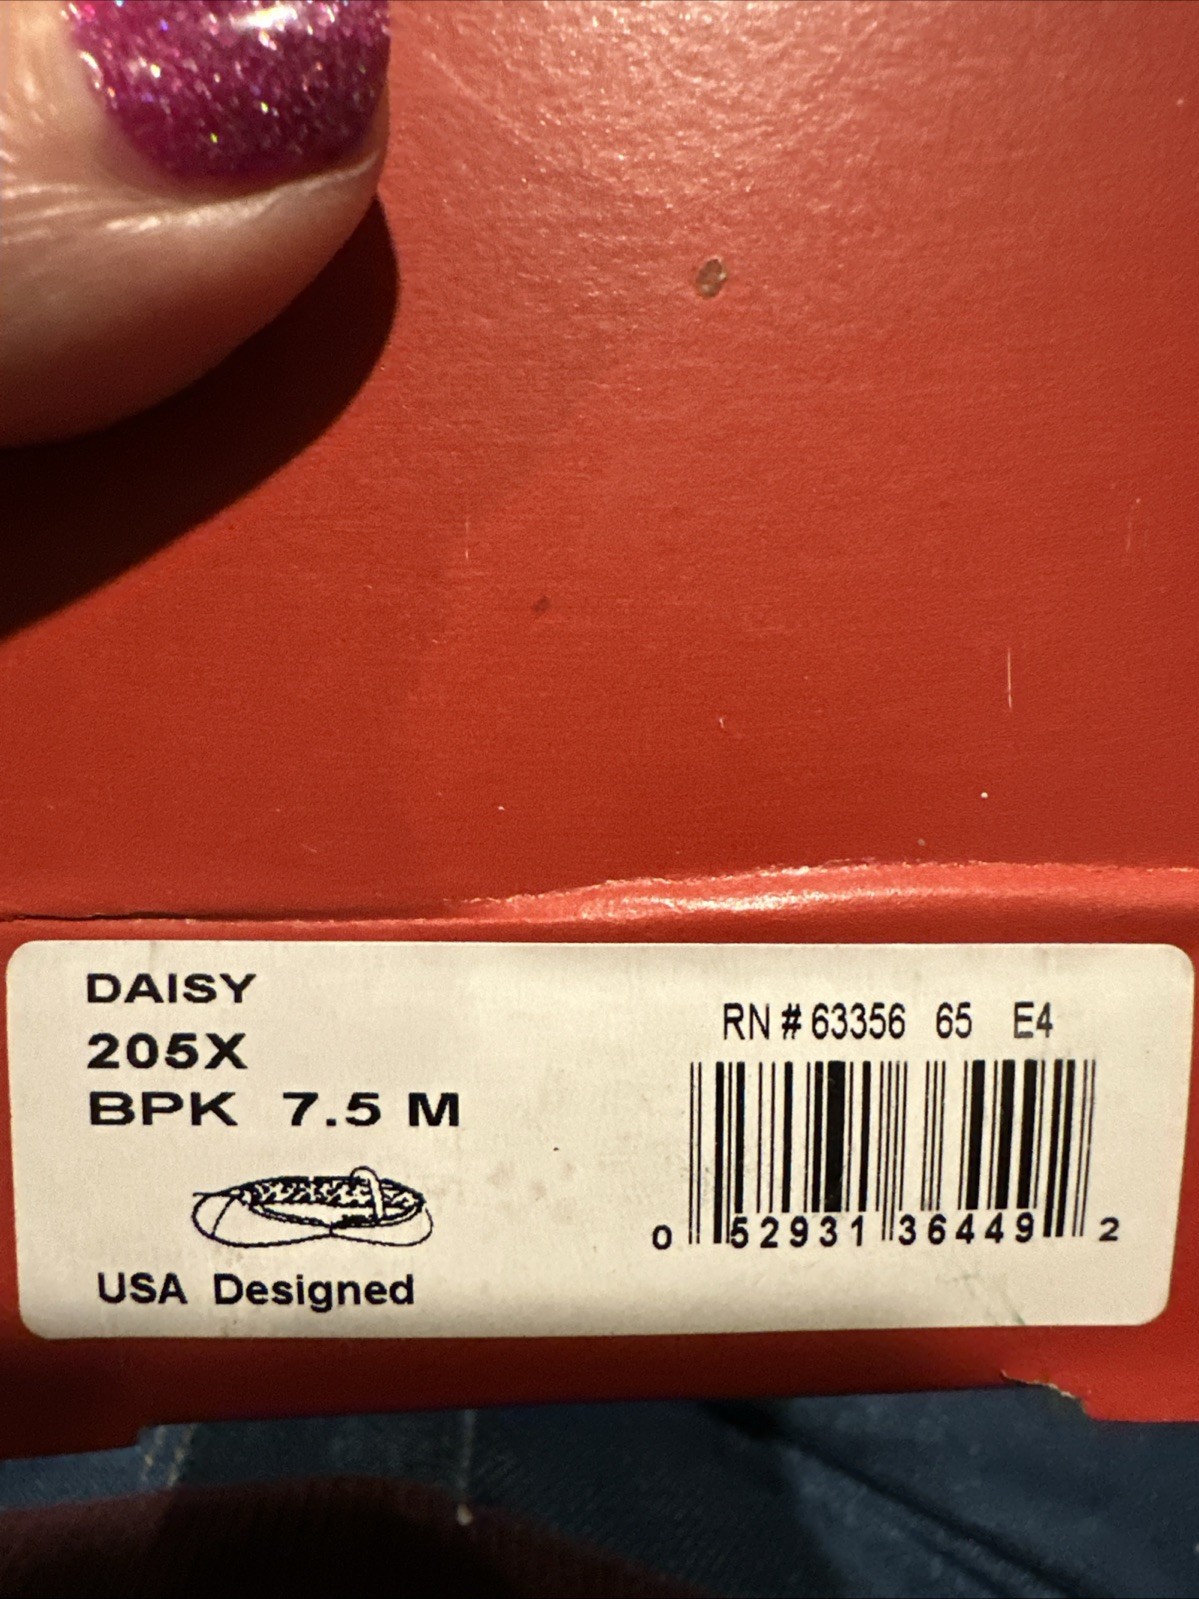 DAISY
205X
BPK 7.5 M
USA Designed
RN # 63356 65 E4
0 52931 36449 2